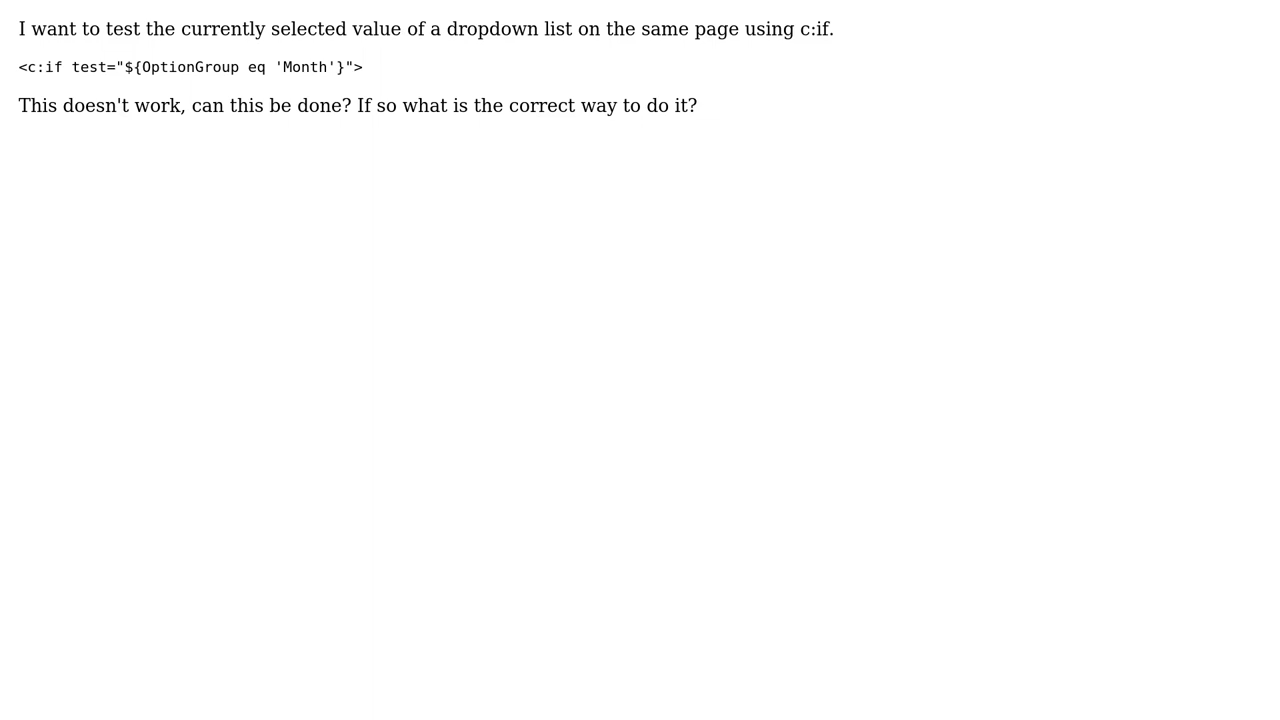 I want to test the currently selected value of a dropdown list on the same page using c:if.
<c:if test="${OptionGroup eq 'Month'}">
This doesn't work, can this be done? If so what is the correct way to do it?